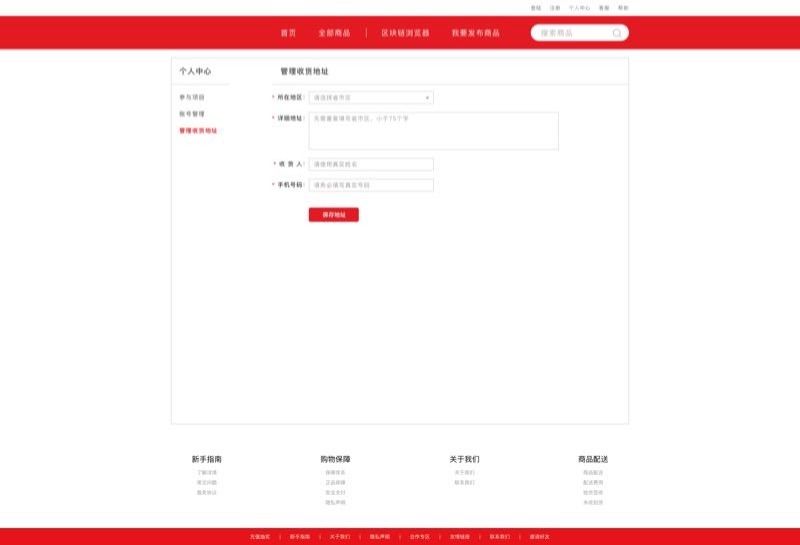 登陆 注册 个人中心 客服 帮助
首页 全部商品 | 区块链浏览器 我要发布商品 搜索商品
个人中心
参与项目
账号管理
管理收货地址
管理收货地址
* 所在地区: 请选择省市区
* 详细地址: 无需重复填写省市区，小于75个字
* 收 货 人: 请使用真实姓名
* 手机号码: 请务必填写真实号码
保存地址
新手指南
了解详情
常见问题
服务协议
购物保障
保障体系
正品保障
安全支付
隐私声明
关于我们
关于我们
联系我们
商品配送
商品配送
配送费用
验货签收
充值抽奖 | 新手指南 | 关于我们 | 隐私声明 | 合作专区 | 友情链接 | 联系我们 | 邀请好友